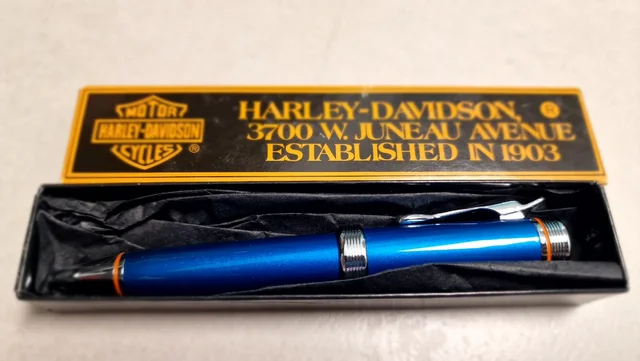 MOTOR
HARLEY-DAVIDSON
CYCLES ®
HARLEY-DAVIDSON, ®
3700 W. JUNEAU AVENUE
ESTABLISHED IN 1903